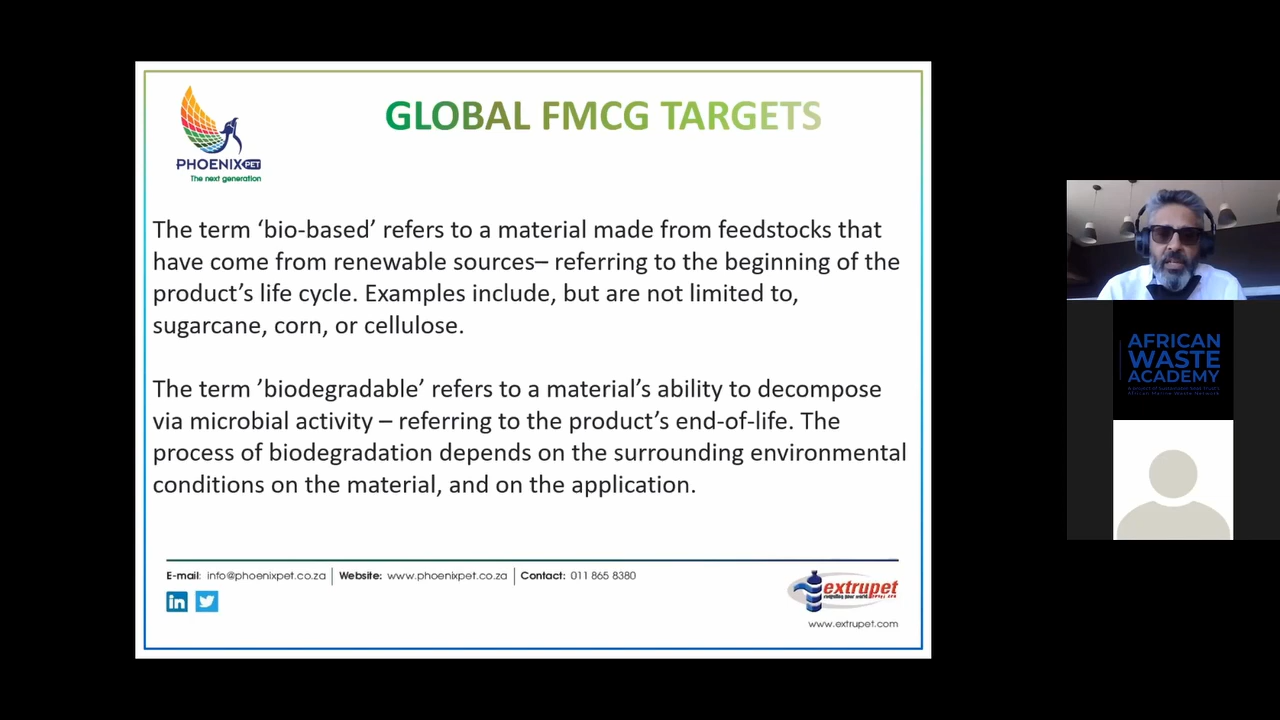 GLOBAL FMCG TARGETS
PHOENIX PET
The next generation
The term ‘bio-based’ refers to a material made from feedstocks that
have come from renewable sources– referring to the beginning of the
product’s life cycle. Examples include, but are not limited to,
sugarcane, corn, or cellulose.
The term ’biodegradable’ refers to a material’s ability to decompose
via microbial activity – referring to the product’s end-of-life. The
process of biodegradation depends on the surrounding environmental
conditions on the material, and on the application.
E-mail: info@phoenixpet.co.za | Website: www.phoenixpet.co.za | Contact: 011 865 8380
in
extrupet
www.extrupet.com
AFRICAN
WASTE
ACADEMY